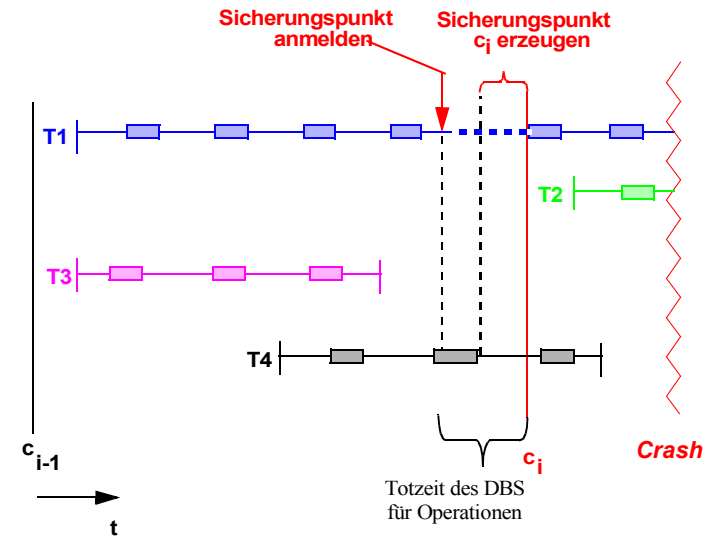 Sicherungspunkt
anmelden
Sicherungspunkt
ci erzeugen
T1
T2
T3
T4
ci-1
ci
Crash
Totzeit des DBS
für Operationen
t